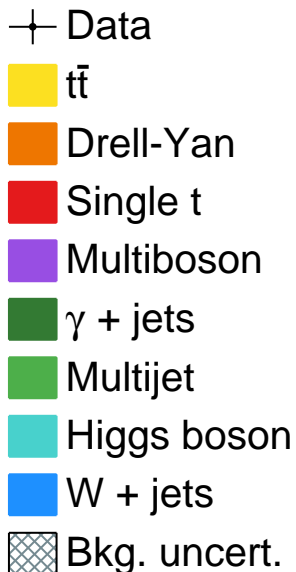 Data
tt̄
Drell-Yan
Single t
Multiboson
γ + jets
Multijet
Higgs boson
W + jets
Bkg. uncert.